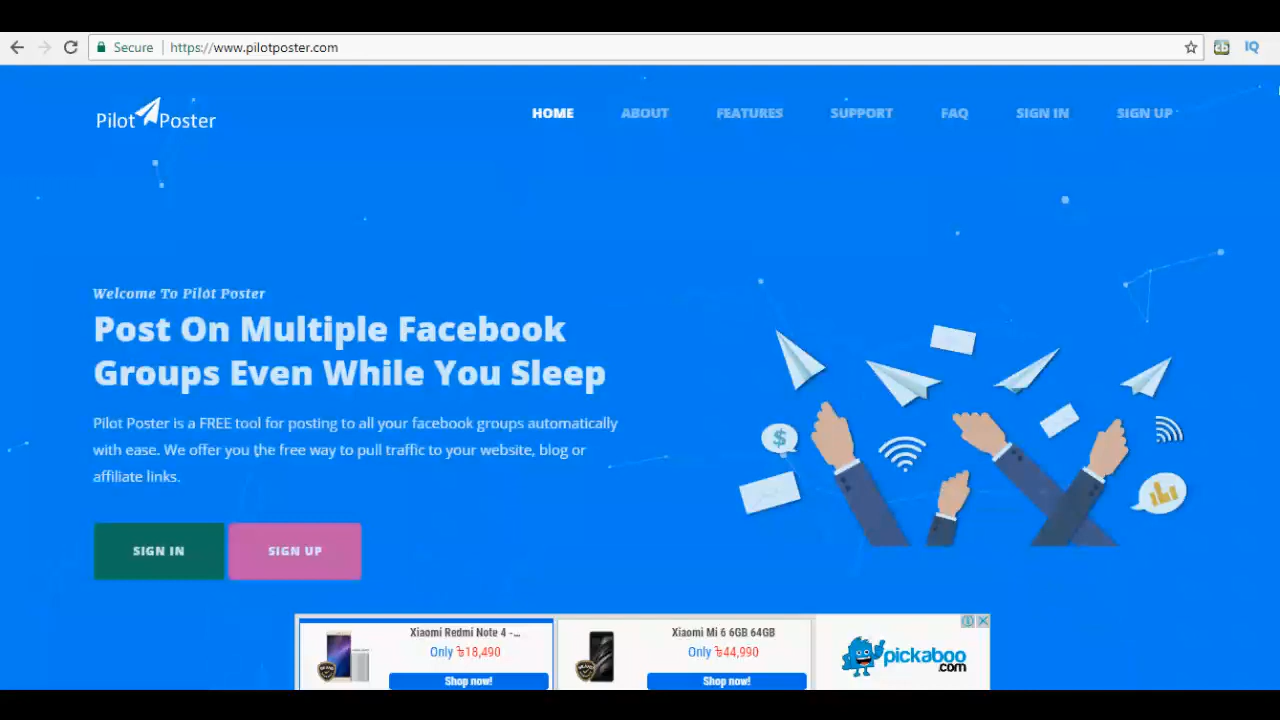 Secure https://www.pilotposter.com
IQ
Pilot Poster
HOME ABOUT FEATURES SUPPORT FAQ SIGN IN SIGN UP
Welcome To Pilot Poster
Post On Multiple Facebook
Groups Even While You Sleep
Pilot Poster is a FREE tool for posting to all your facebook groups automatically
with ease. We offer you the free way to pull traffic to your website, blog or
affiliate links.
SIGN IN SIGN UP
$
Xiaomi Redmi Note 4 -...
Only ৳18,490
Shop now!
Xiaomi Mi 6 6GB 64GB
Only ৳44,990
Shop now!
pickaboo
.com